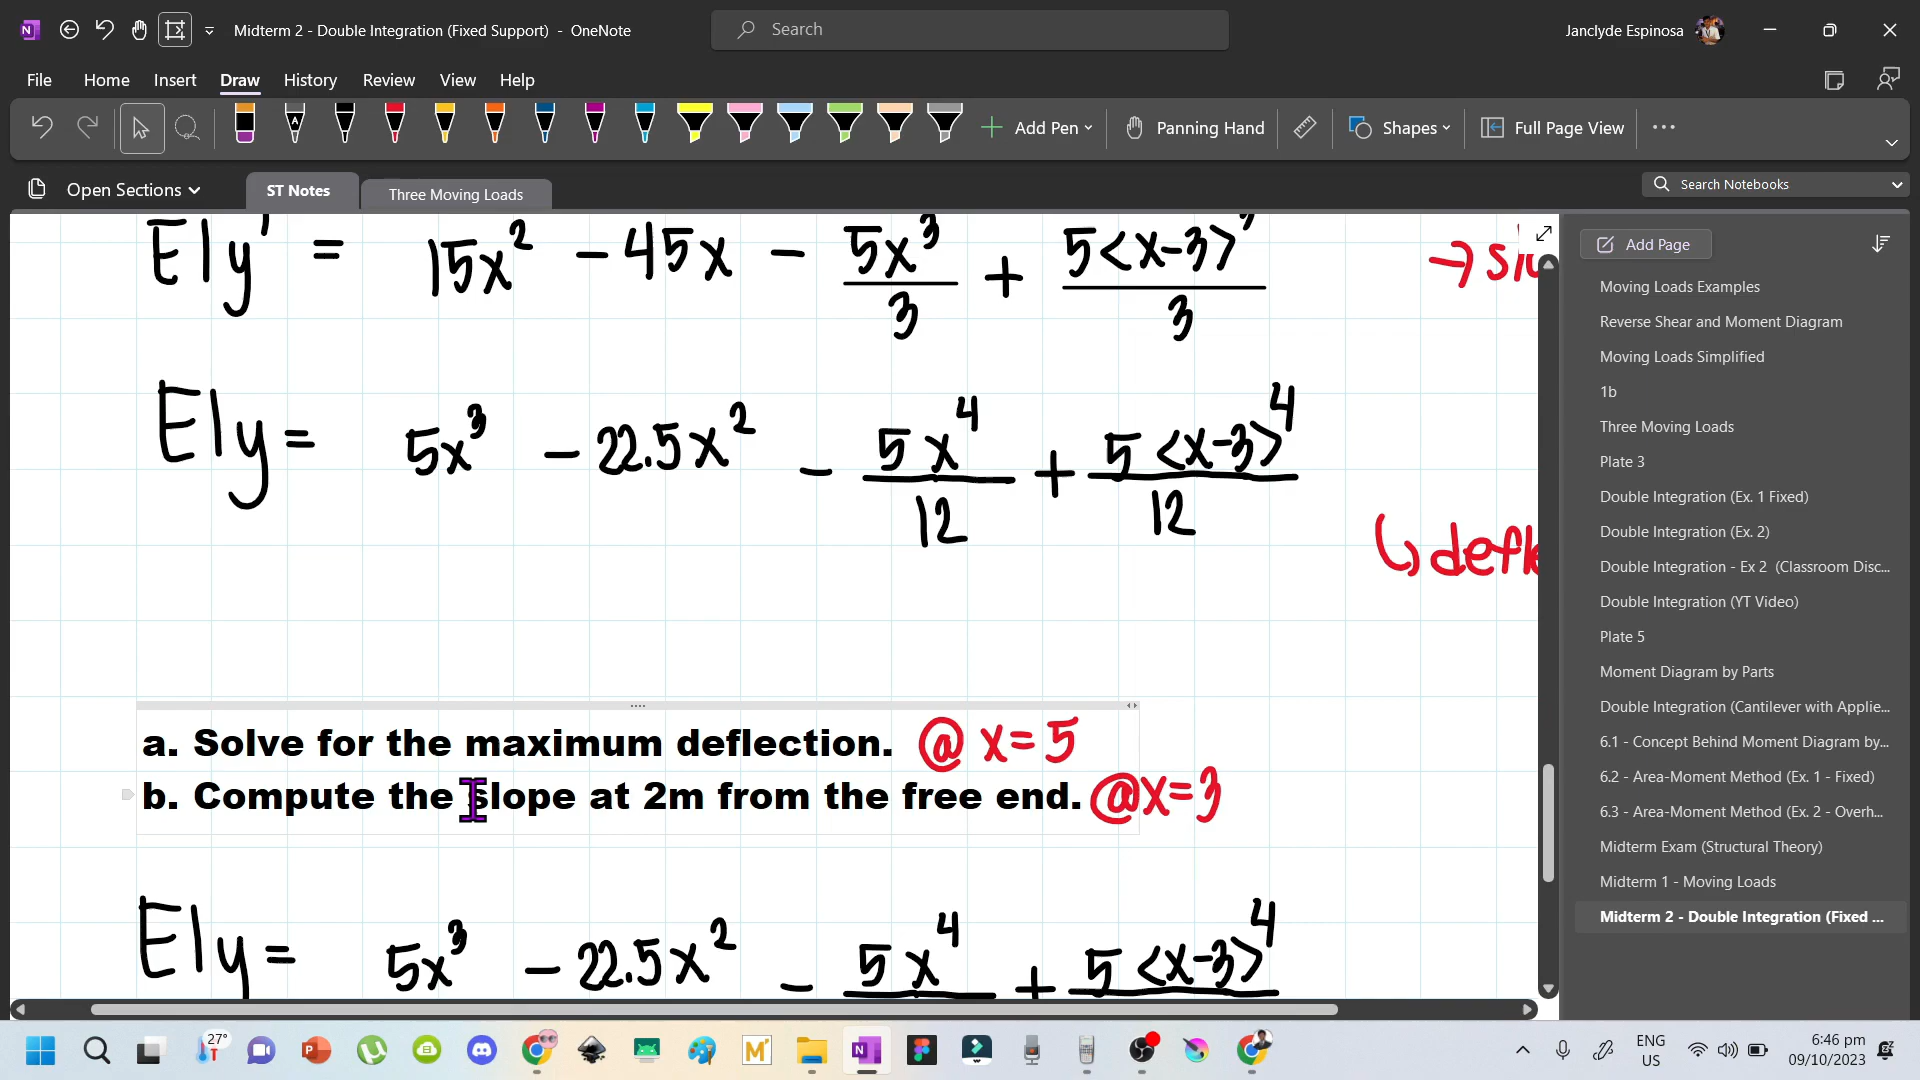 Midterm 2 - Double Integration (Fixed Support) - OneNote
Search
Janclyde Espinosa
File Home Insert Draw History Review View Help
Add Pen
Panning Hand
Shapes
Full Page View
Open Sections
ST Notes
Three Moving Loads
Search Notebooks
EIy' = 15x² - 45x - 5x³/3 + 5<x-3>³/3
EIy = 5x³ - 22.5x² - 5x⁴/12 + 5<x-3>⁴/12
a. Solve for the maximum deflection. @ x=5
b. Compute the slope at 2m from the free end. @x=3
EIy = 5x³ - 22.5x² - 5x⁴ + 5<x-3>⁴
Add Page
Moving Loads Examples
Reverse Shear and Moment Diagram
Moving Loads Simplified
1b
Three Moving Loads
Plate 3
Double Integration (Ex. 1 Fixed)
Double Integration (Ex. 2)
Double Integration - Ex 2 (Classroom Disc...
Double Integration (YT Video)
Plate 5
Moment Diagram by Parts
Double Integration (Cantilever with Applie...
6.1 - Concept Behind Moment Diagram by...
6.2 - Area-Moment Method (Ex. 1 - Fixed)
6.3 - Area-Moment Method (Ex. 2 - Overh...
Midterm Exam (Structural Theory)
Midterm 1 - Moving Loads
Midterm 2 - Double Integration (Fixed ...
27°
ENG
US
6:46 pm
09/10/2023